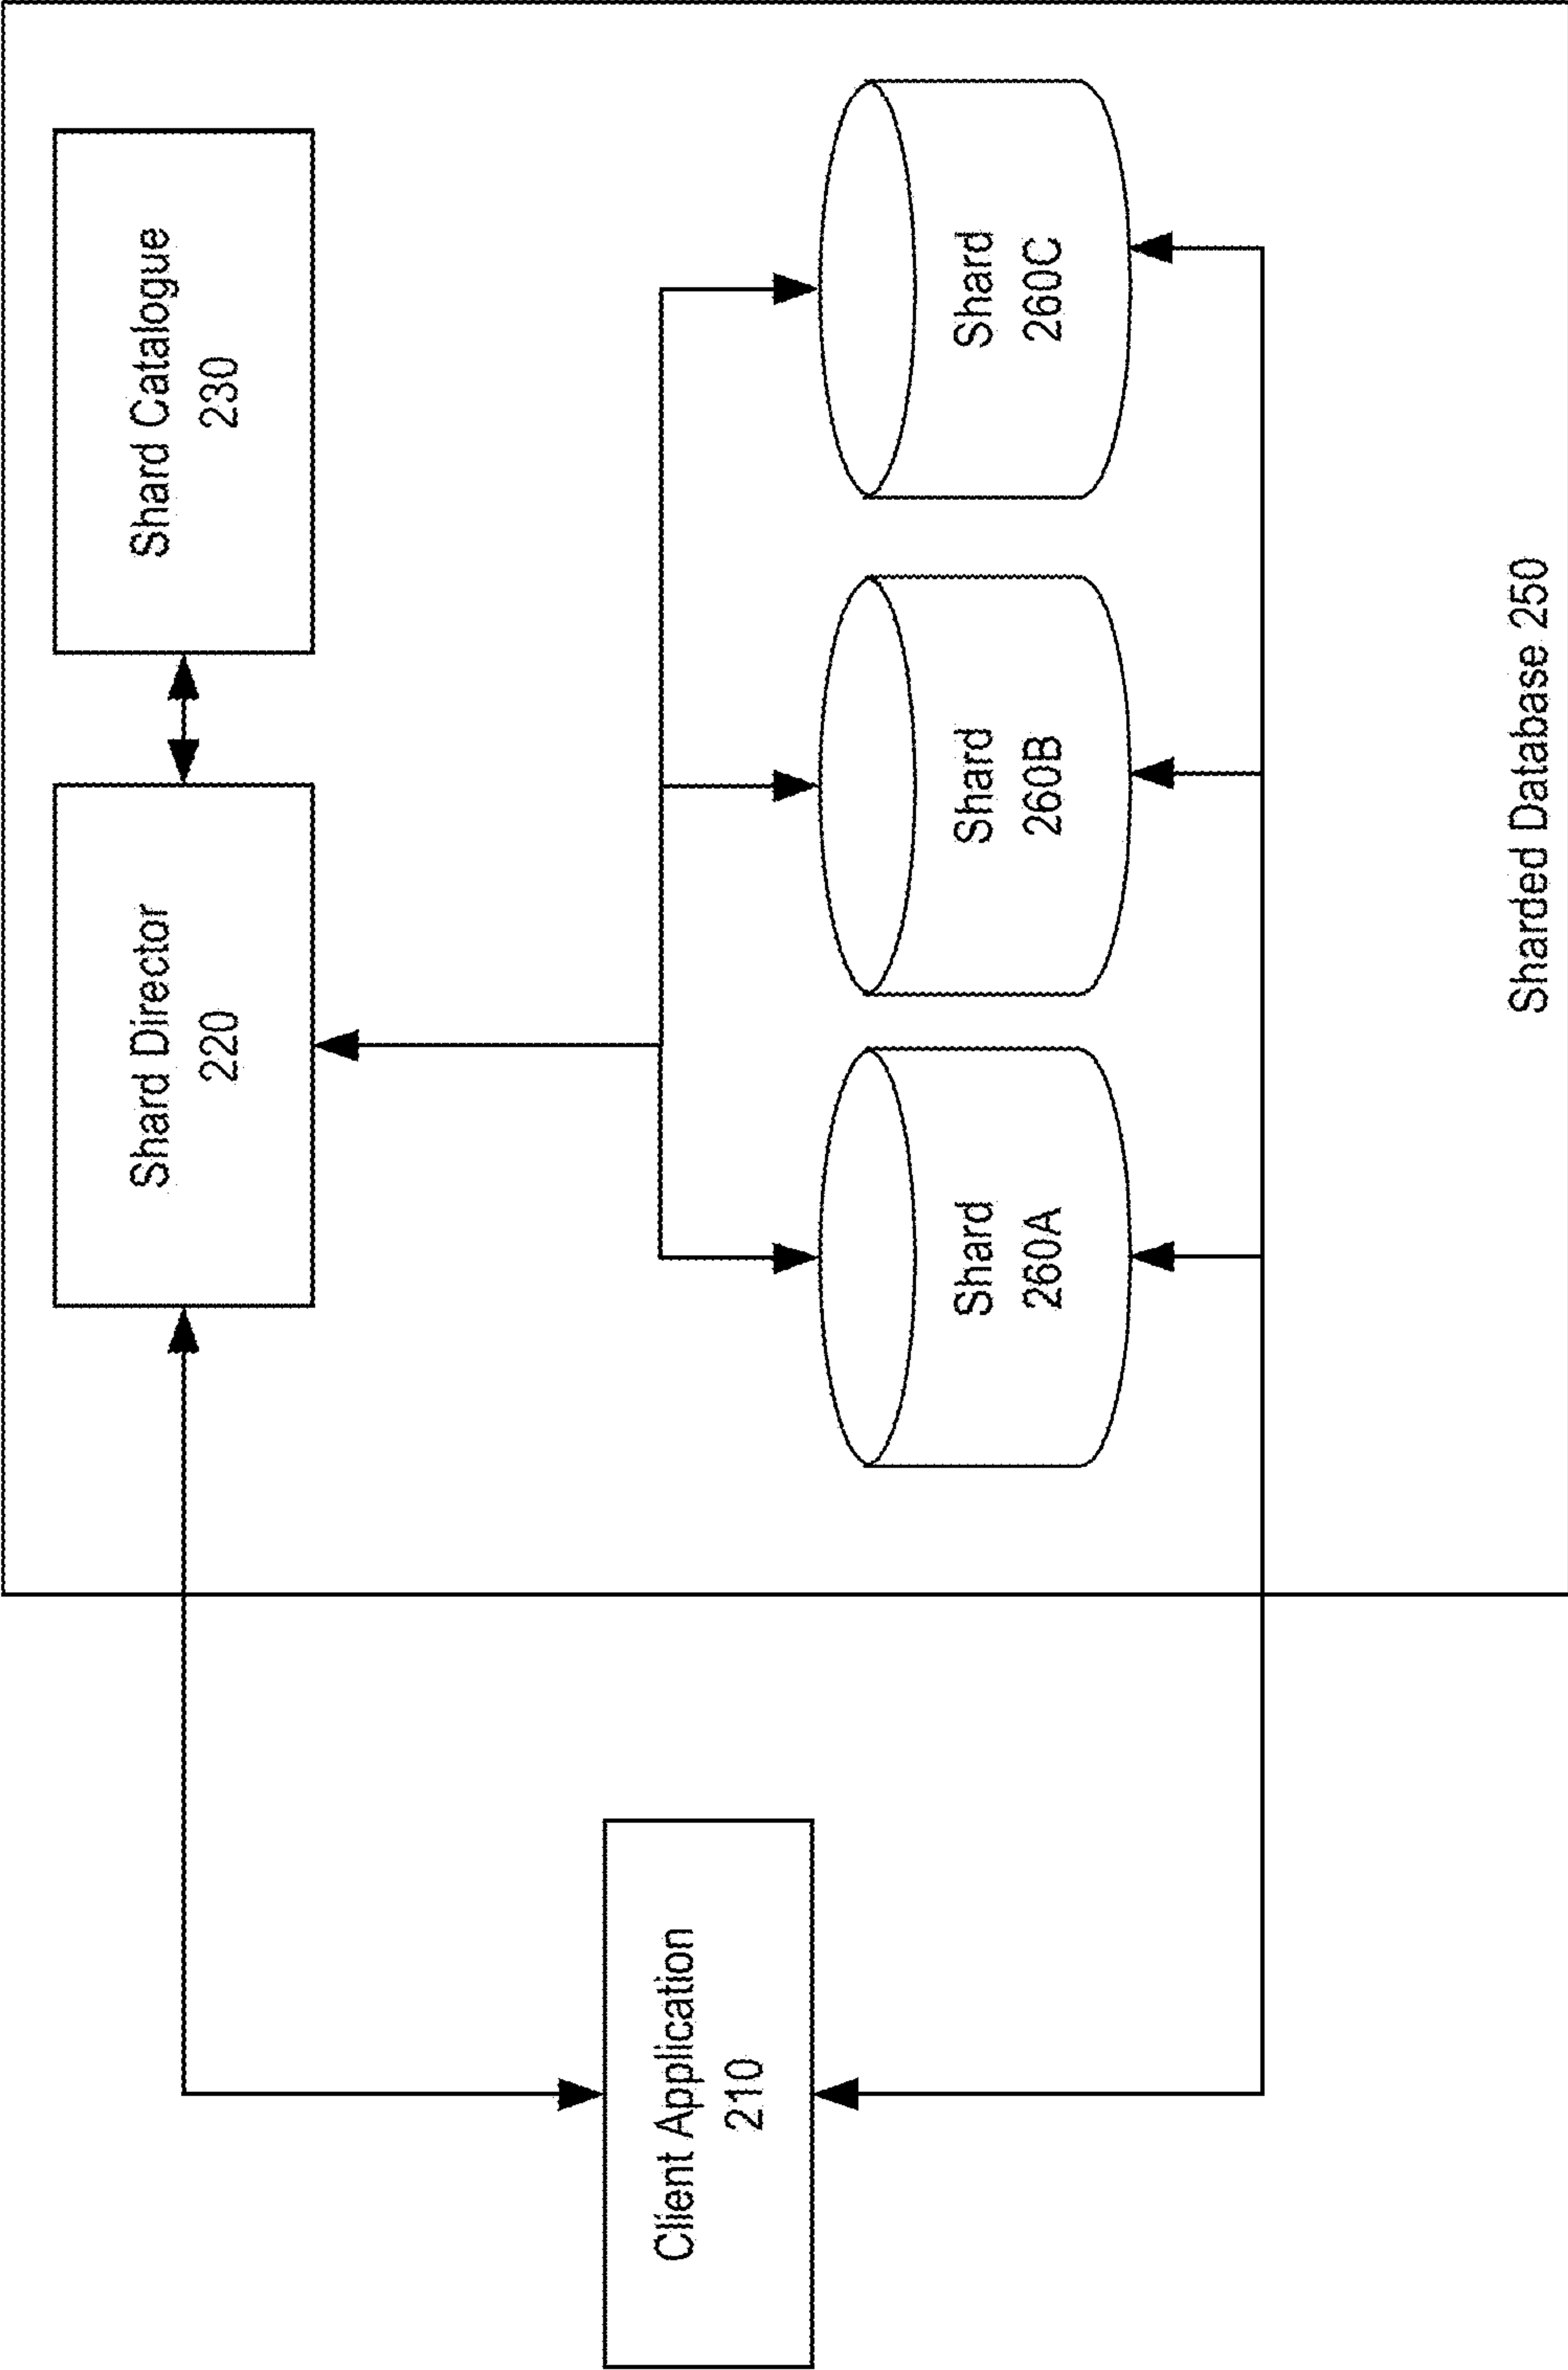 Client Application
210
Shard Director
220
Shard Catalogue
230
Shard
260A
Shard
260B
Shard
260C
Sharded Database 250